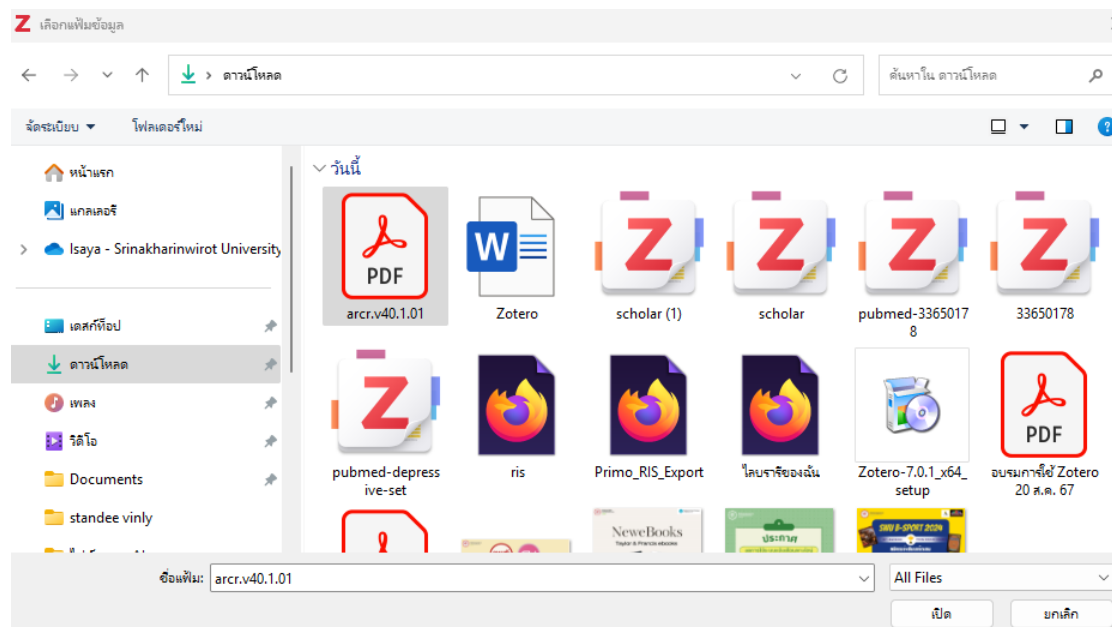 Z เลือกแฟ้มข้อมูล
ดาวน์โหลด
ค้นหาใน ดาวน์โหลด
จัดระเบียบ
โฟลเดอร์ใหม่
หน้าแรก
แกลเลอรี
Isaya - Srinakharinwirot University
เดสก์ท็อป
ดาวน์โหลด
เพลง
วิดีโอ
Documents
standee vinly
วันนี้
PDF
W
Z
Z
Z
Z
arcr.v40.1.01
Zotero
scholar (1)
scholar
pubmed-3365017
8
33650178
Z
PDF
pubmed-depress
ive-set
ris
Primo_RIS_Export
ไลบรารีของฉัน
Zotero-7.0.1_x64_
setup
อบรมการใช้ Zotero
20 ส.ค. 67
NeweBooks
Taylor & Francis ebooks
ประกาศ
SWU B-SPORT 2024
ชื่อแฟ้ม:
arcr.v40.1.01
All Files
เปิด
ยกเลิก